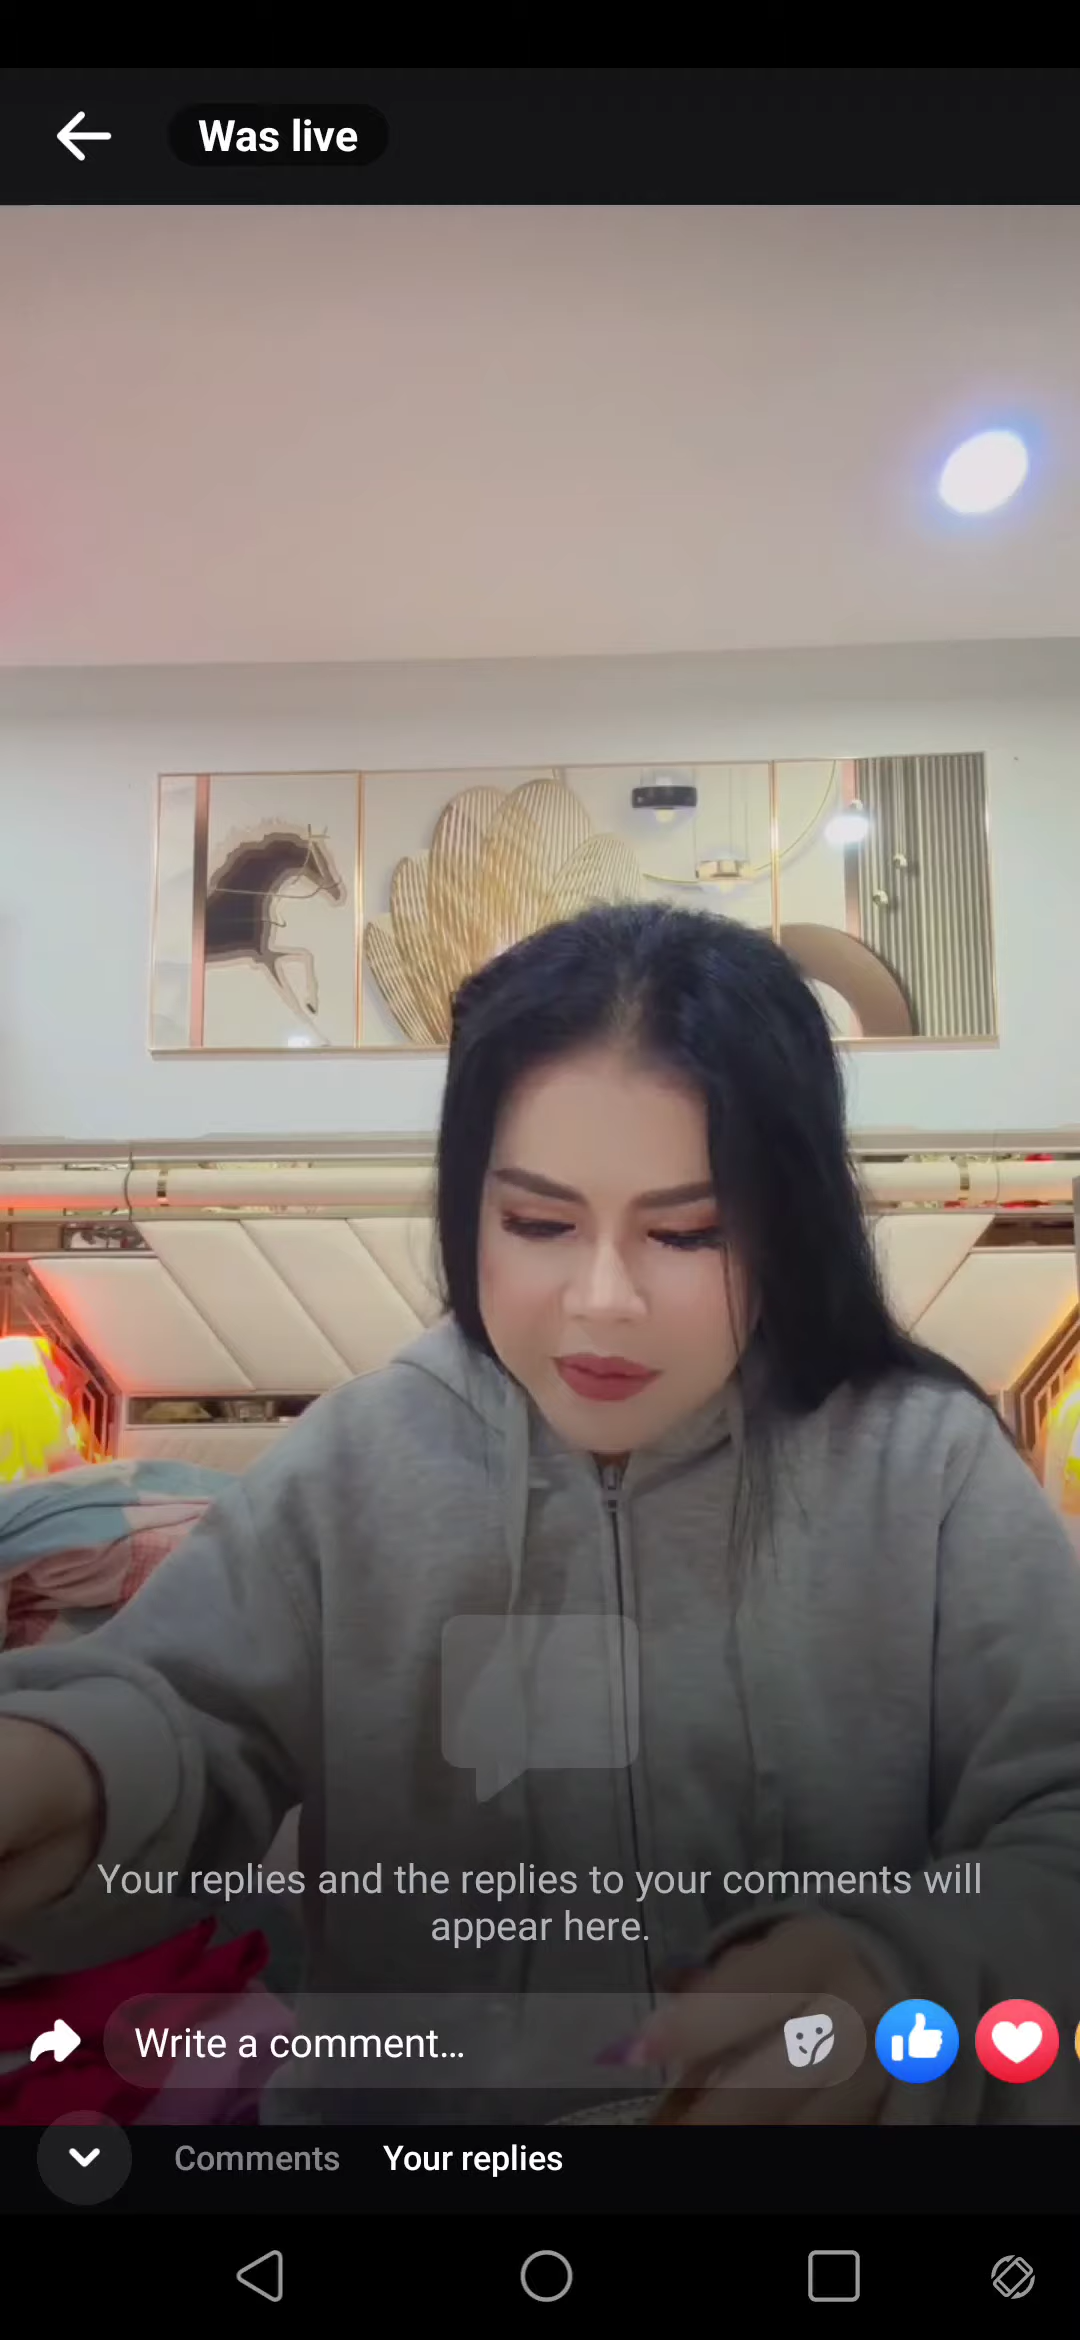 Was live
Your replies and the replies to your comments will
appear here.
Write a comment...
Comments
Your replies